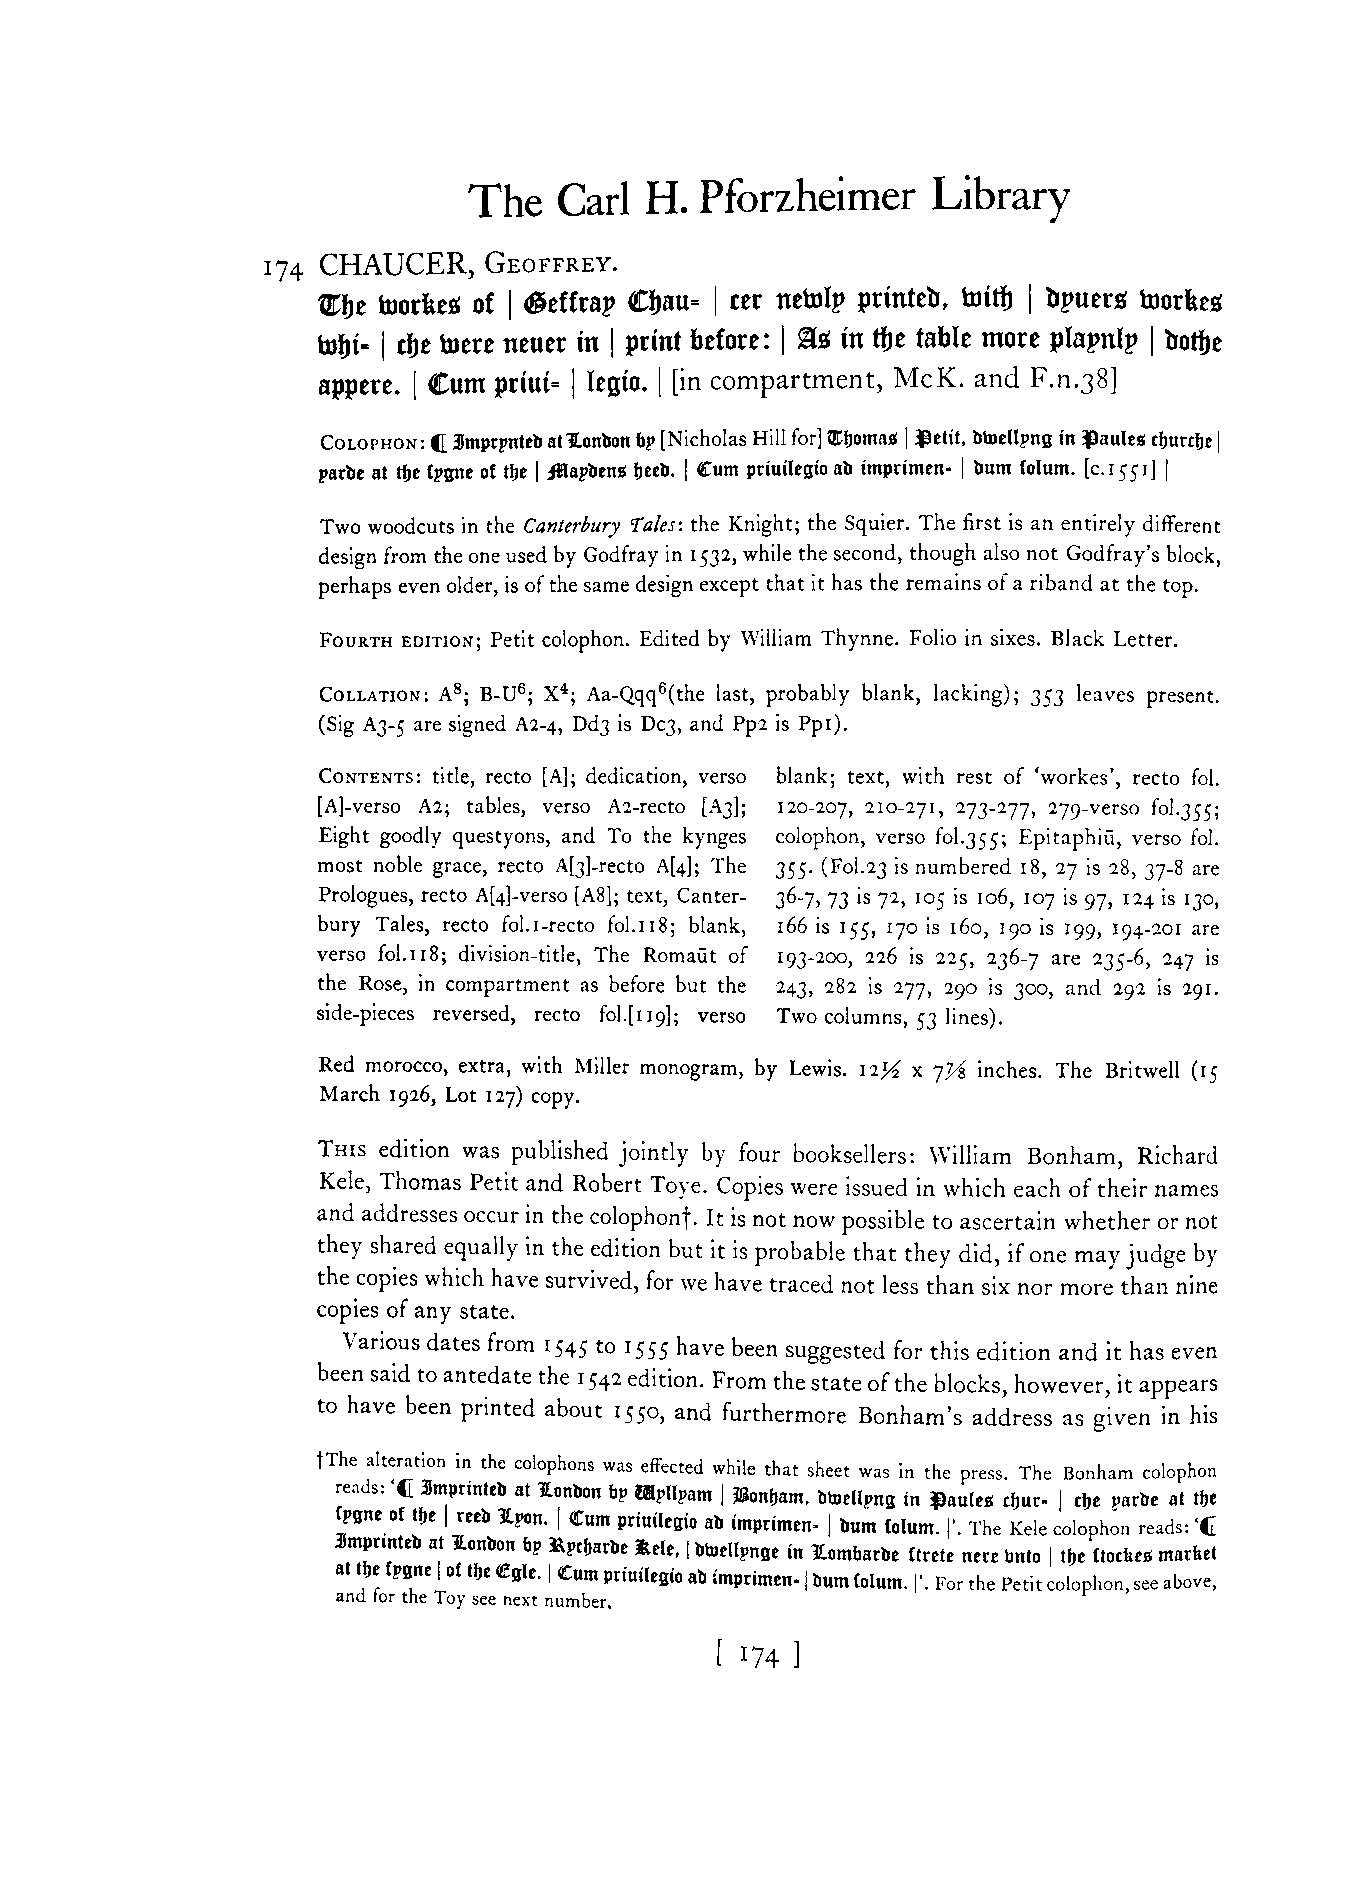 The Carl H. Pforzheimer Library
174 CHAUCER, GEOFFREY.
The workes of | Geffray Chau= | cer newly printed, with | dyuers workes
whi- | che were neuer in | print before: | As in the table more playnly | dothe
appere. | Cum priui= | legio. | [in compartment, McK. and F.n.38]
COLOPHON: ¶ Imprynted at London by [Nicholas Hill for] Thomas | Petit, dwellyng in Paules churche |
yarde at the sygne of the | Maydens heed. | Cum priuilegio ad imprimen- | dum solum. [c.1551] |
Two woodcuts in the Canterbury Tales: the Knight; the Squier. The first is an entirely different
design from the one used by Godfray in 1532, while the second, though also not Godfray's block,
perhaps even older, is of the same design except that it has the remains of a riband at the top.
FOURTH EDITION; Petit colophon. Edited by William Thynne. Folio in sixes. Black Letter.
COLLATION: A⁸; B-U⁶; X⁴; Aa-Qqq⁶(the last, probably blank, lacking); 353 leaves present.
(Sig A3-5 are signed A2-4, Dd3 is Dc3, and Pp2 is Pp1).
CONTENTS: title, recto [A]; dedication, verso
[A]-verso A2; tables, verso A2-recto [A3];
Eight goodly questyons, and To the kynges
most noble grace, recto A[3]-recto A[4]; The
Prologues, recto A[4]-verso [A8]; text, Canter-
bury Tales, recto fol.1-recto fol.118; blank,
verso fol.118; division-title, The Romaūt of
the Rose, in compartment as before but the
side-pieces reversed, recto fol.[119]; verso
blank; text, with rest of 'workes', recto fol.
120-207, 210-271, 273-277, 279-verso fol.355;
colophon, verso fol.355; Epitaphiū, verso fol.
355. (Fol.23 is numbered 18, 27 is 28, 37-8 are
36-7, 73 is 72, 105 is 106, 107 is 97, 124 is 130,
166 is 155, 170 is 160, 190 is 199, 194-201 are
193-200, 226 is 225, 236-7 are 235-6, 247 is
243, 282 is 277, 290 is 300, and 292 is 291.
Two columns, 53 lines).
Red morocco, extra, with Miller monogram, by Lewis. 12½ x 7⅞ inches. The Britwell (15
March 1926, Lot 127) copy.
THIS edition was published jointly by four booksellers: William Bonham, Richard
Kele, Thomas Petit and Robert Toye. Copies were issued in which each of their names
and addresses occur in the colophon†. It is not now possible to ascertain whether or not
they shared equally in the edition but it is probable that they did, if one may judge by
the copies which have survived, for we have traced not less than six nor more than nine
copies of any state.
Various dates from 1545 to 1555 have been suggested for this edition and it has even
been said to antedate the 1542 edition. From the state of the blocks, however, it appears
to have been printed about 1550, and furthermore Bonham's address as given in his
†The alteration in the colophons was effected while that sheet was in the press. The Bonham colophon
reads: '¶ Imprinted at London by Wyllyam | Bonham, dwellyng in Paules chur- | che yarde at the
sygne of the | reed Lyon. | Cum priuilegio ad imprimen- | dum solum. |'. The Kele colophon reads: '¶
Imprinted at London by Rycharde Kele, | dwellynge in Lombarde strete nere vnto | the stockes market
at the sygne | of the Egle. | Cum priuilegio ad imprimen- | dum solum. |'. For the Petit colophon, see above,
and for the Toy see next number.
[ 174 ]